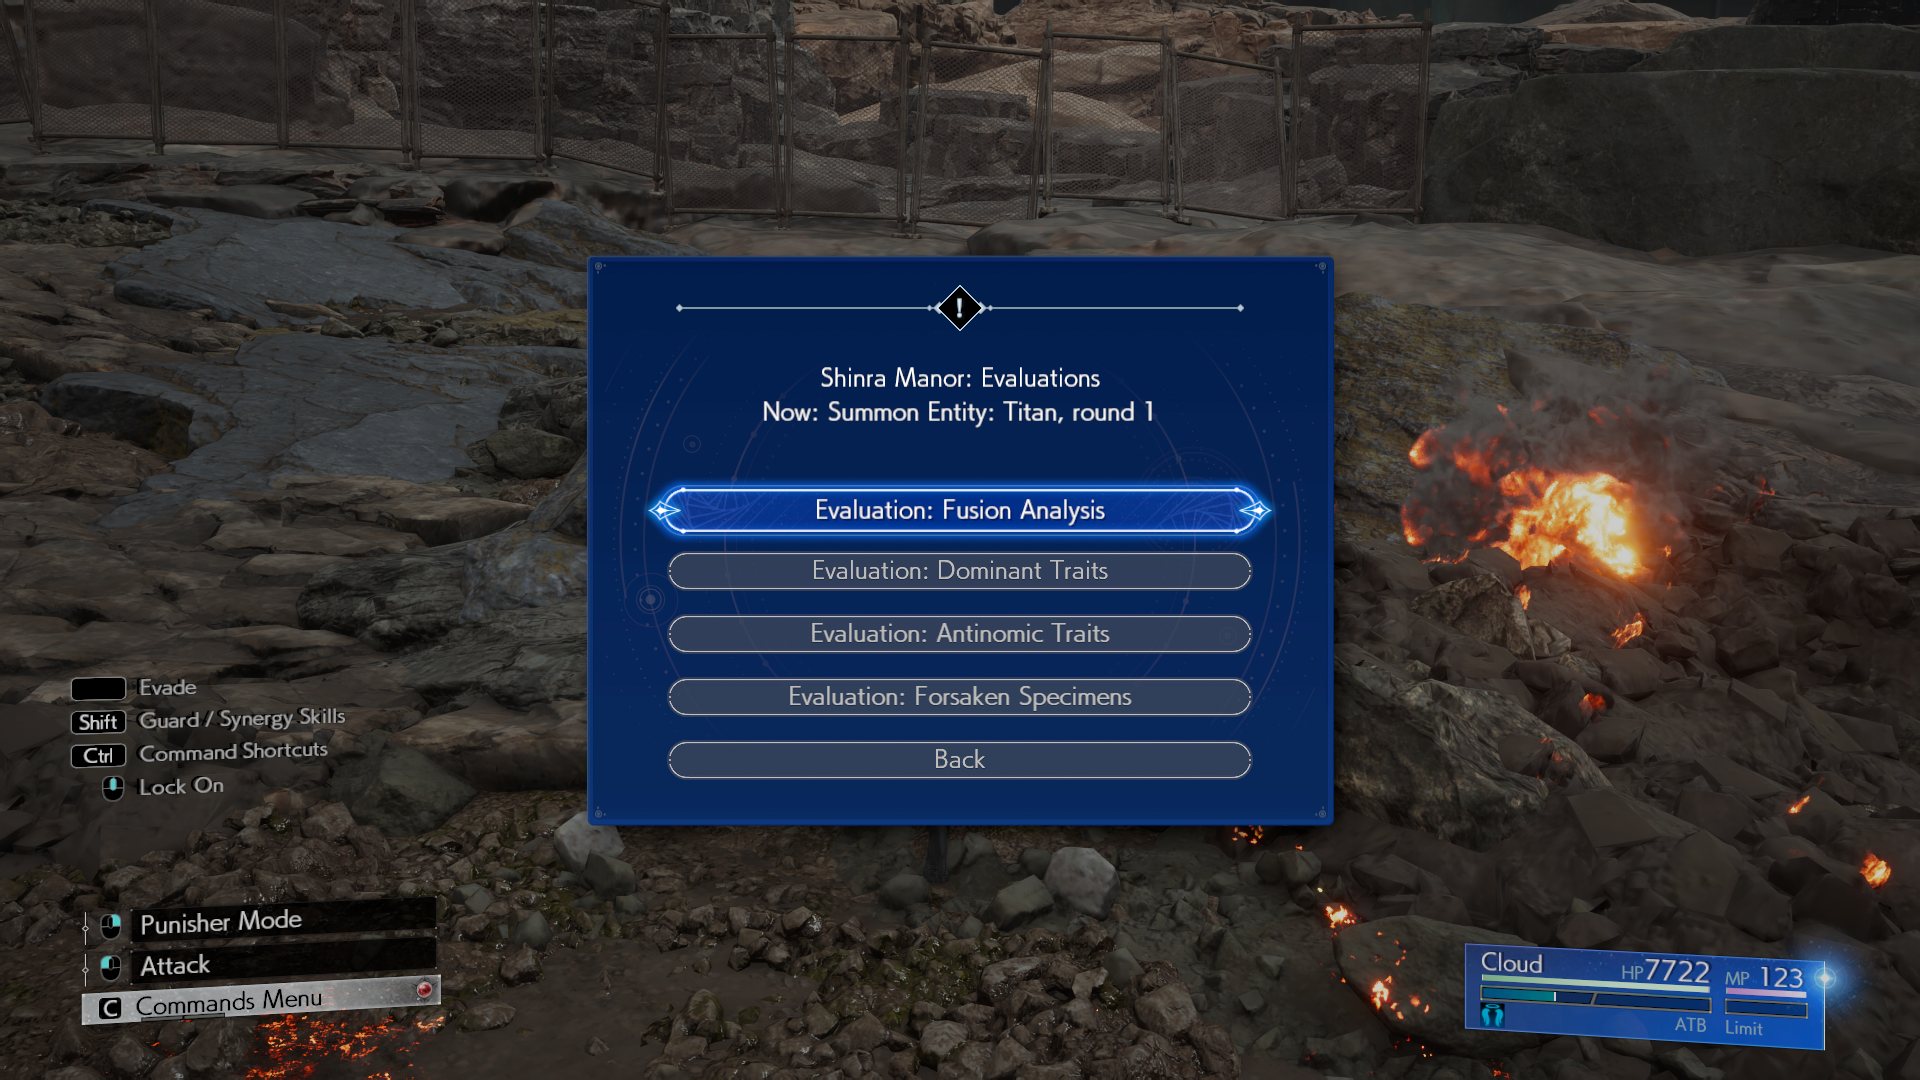 !
Shinra Manor: Evaluations
Now: Summon Entity: Titan, round 1
Evaluation: Fusion Analysis
Evaluation: Dominant Traits
Evaluation: Antinomic Traits
Evaluation: Forsaken Specimens
Back
Evade
Shift Guard / Synergy Skills
Ctrl Command Shortcuts
Lock On
Punisher Mode
Attack
C Commands Menu
Cloud HP 7722 MP 123
ATB Limit